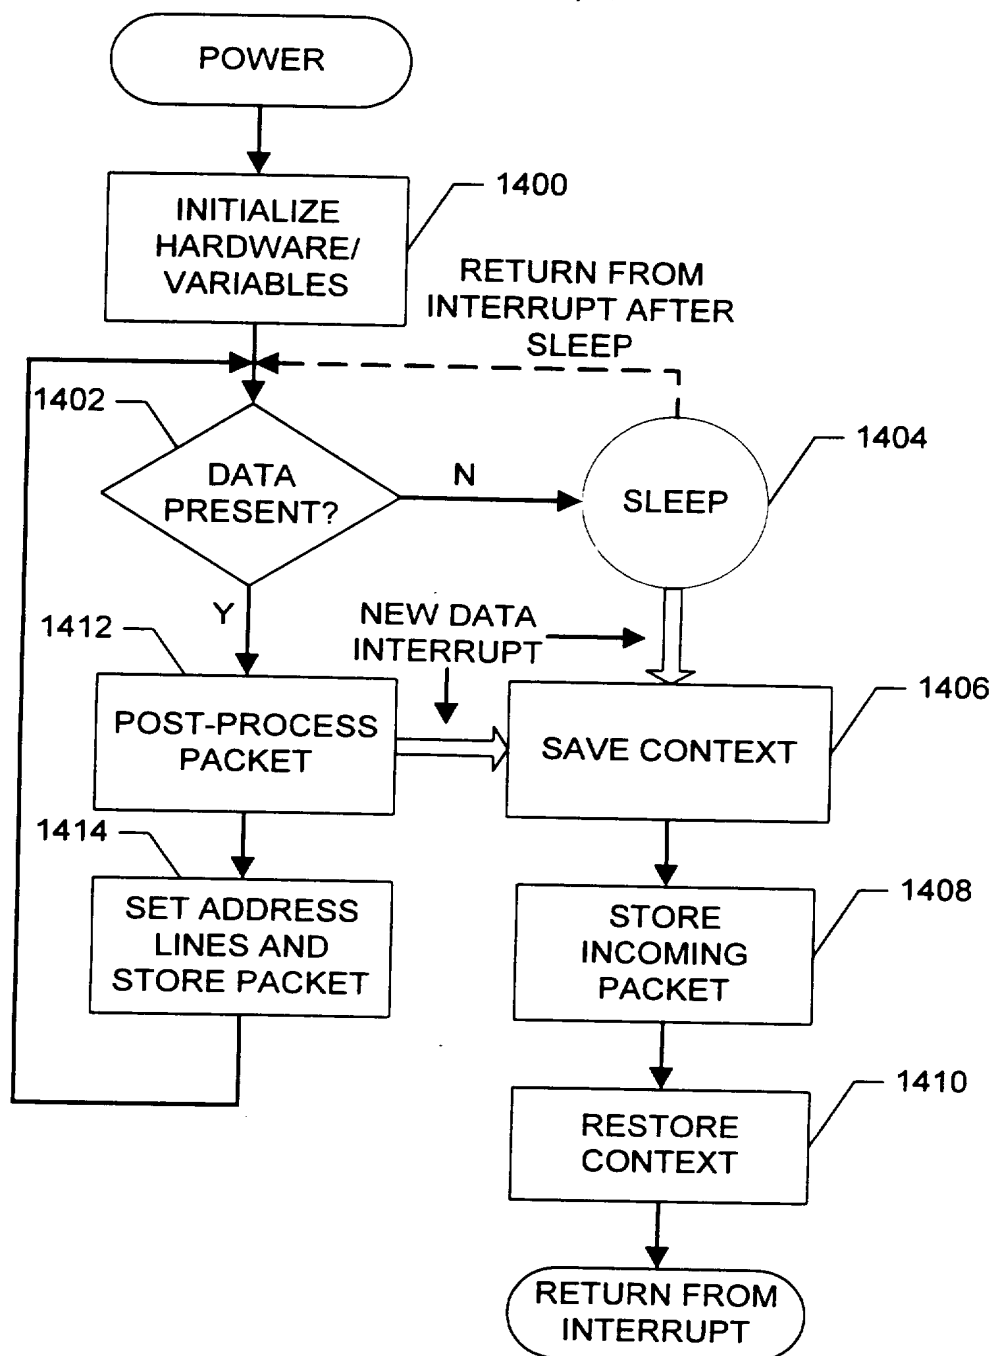 POWER
1400
INITIALIZE
HARDWARE/
VARIABLES
RETURN FROM
INTERRUPT AFTER
SLEEP
1402
1404
DATA
PRESENT?
N
SLEEP
Y
NEW DATA
INTERRUPT
1412
1406
POST-PROCESS
PACKET
SAVE CONTEXT
1414
1408
SET ADDRESS
LINES AND
STORE PACKET
STORE
INCOMING
PACKET
1410
RESTORE
CONTEXT
RETURN FROM
INTERRUPT